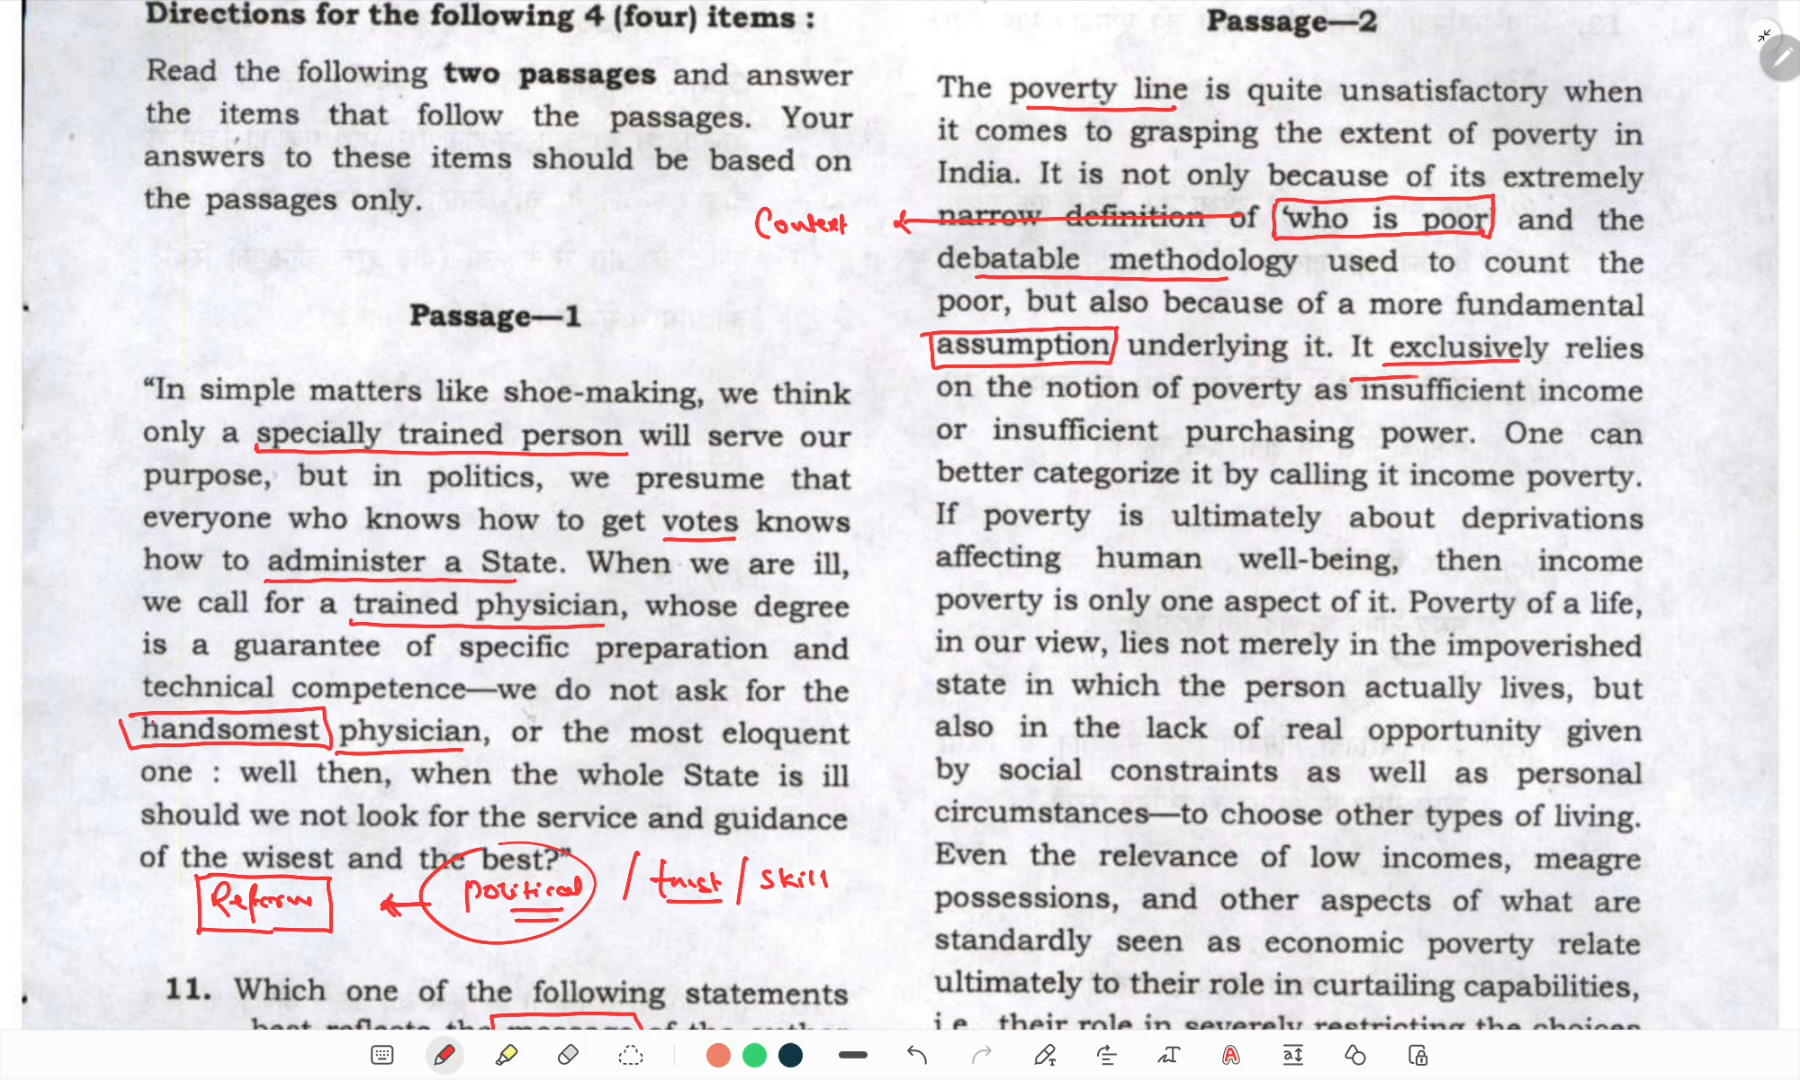 Directions for the following 4 (four) items :
Read the following two passages and answer
the items that follow the passages. Your
answers to these items should be based on
the passages only.
Passage—1
“In simple matters like shoe-making, we think
only a specially trained person will serve our
purpose, but in politics, we presume that
everyone who knows how to get votes knows
how to administer a State. When we are ill,
we call for a trained physician, whose degree
is a guarantee of specific preparation and
technical competence—we do not ask for the
handsomest physician, or the most eloquent
one : well then, when the whole State is ill
should we not look for the service and guidance
of the wisest and the best?”
Reform
political / trust / skill
11. Which one of the following statements
best reflects the message of the author
Passage—2
The poverty line is quite unsatisfactory when
it comes to grasping the extent of poverty in
India. It is not only because of its extremely
Context
narrow definition of ‘who is poor’ and the
debatable methodology used to count the
poor, but also because of a more fundamental
assumption underlying it. It exclusively relies
on the notion of poverty as insufficient income
or insufficient purchasing power. One can
better categorize it by calling it income poverty.
If poverty is ultimately about deprivations
affecting human well-being, then income
poverty is only one aspect of it. Poverty of a life,
in our view, lies not merely in the impoverished
state in which the person actually lives, but
also in the lack of real opportunity given
by social constraints as well as personal
circumstances—to choose other types of living.
Even the relevance of low incomes, meagre
possessions, and other aspects of what are
standardly seen as economic poverty relate
ultimately to their role in curtailing capabilities,
i.e., their role in severely restricting the choices